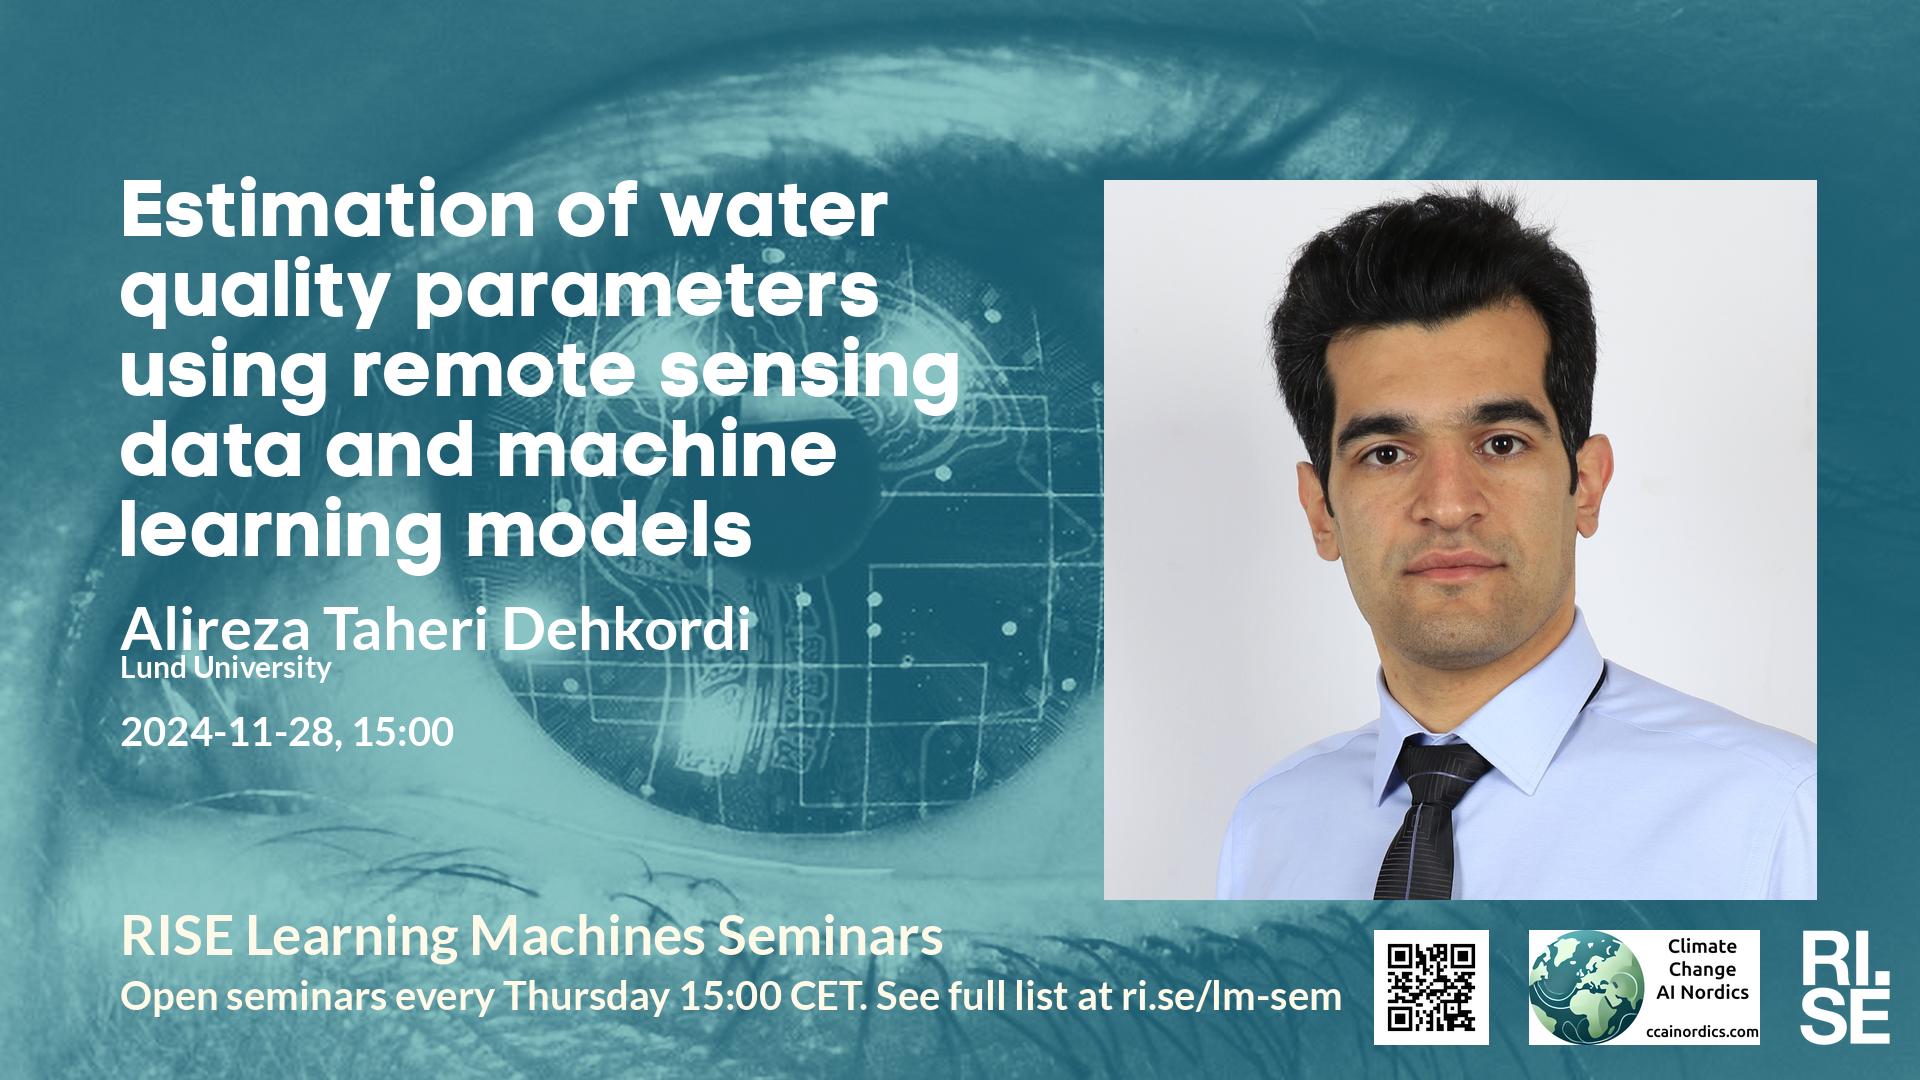 Estimation of water
quality parameters
using remote sensing
data and machine
learning models
Alireza Taheri Dehkordi
Lund University
2024-11-28, 15:00
RISE Learning Machines Seminars
Open seminars every Thursday 15:00 CET. See full list at ri.se/lm-sem
Climate
Change
AI Nordics
ccainordics.com
RI.
SE